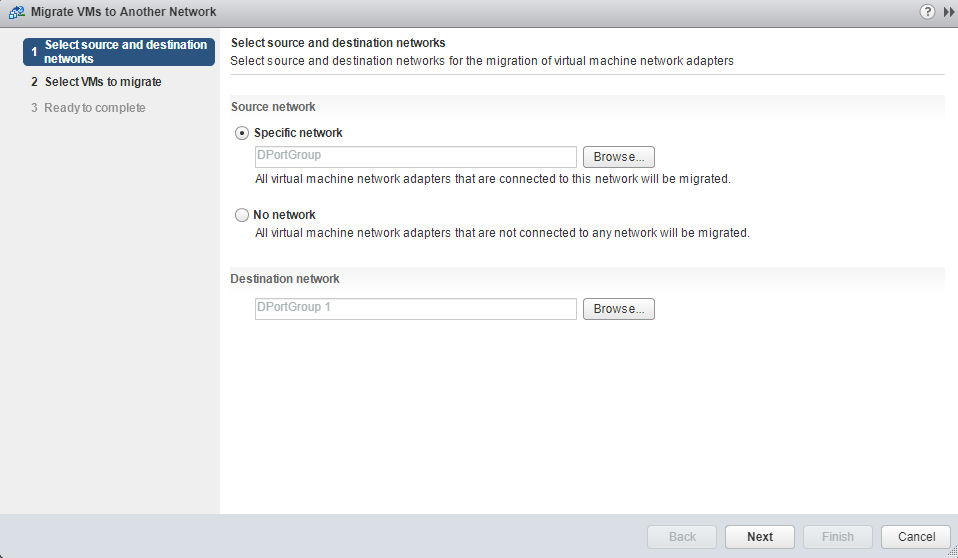 Migrate VMs to Another Network
?
1 Select source and destination
networks
2 Select VMs to migrate
3 Ready to complete
Select source and destination networks
Select source and destination networks for the migration of virtual machine network adapters
Source network
Specific network
DPortGroup Browse...
All virtual machine network adapters that are connected to this network will be migrated.
No network
All virtual machine network adapters that are not connected to any network will be migrated.
Destination network
DPortGroup 1 Browse...
Back Next Finish Cancel